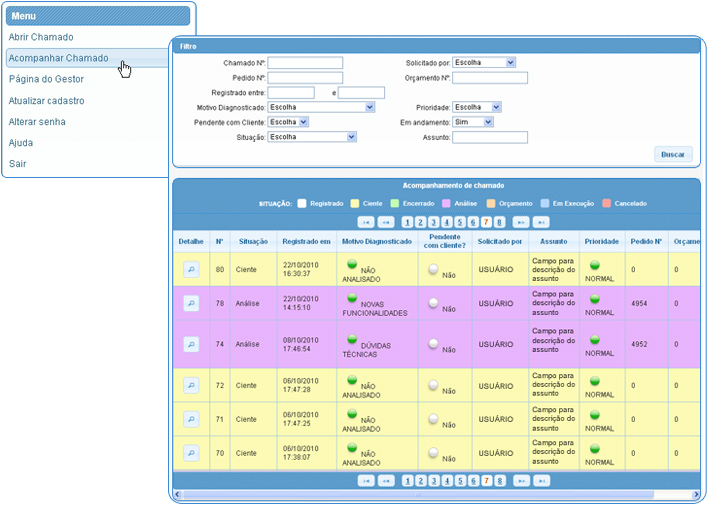 Menu
Abrir Chamado
Acompanhar Chamado
Página do Gestor
Atualizar cadastro
Alterar senha
Ajuda
Sair
Filtro
Chamado Nº: Solicitado por: Escolha
Pedido Nº: Orçamento Nº:
Registrado entre: e
Motivo Diagnosticado: Escolha Prioridade: Escolha
Pendente com Cliente: Escolha Em andamento: Sim
Situação: Escolha Assunto:
Buscar
Acompanhamento de chamado
SITUAÇÃO: Registrado Ciente Encerrado Análise Orçamento Em Execução Cancelado
1 2 3 4 5 6 7 8
Detalhe Nº Situação Registrado em Motivo Diagnosticado Pendente com cliente? Solicitado por Assunto Prioridade Pedido Nº Orçame
80 Ciente 22/10/2010 16:30:37 NÃO ANALISADO Não USUÁRIO Campo para descrição do assunto NORMAL 0 0
78 Análise 22/10/2010 14:15:10 NOVAS FUNCIONALIDADES Não USUÁRIO Campo para descrição do assunto NORMAL 4954 0
74 Análise 08/10/2010 17:46:54 DÚVIDAS TÉCNICAS Não USUÁRIO Campo para descrição do assunto NORMAL 4952 0
72 Ciente 06/10/2010 17:47:28 NÃO ANALISADO Não USUÁRIO Campo para descrição do assunto NORMAL 0 0
71 Ciente 06/10/2010 17:47:25 NÃO ANALISADO Não USUÁRIO Campo para descrição do assunto NORMAL 0 0
70 Ciente 06/10/2010 17:38:07 NÃO ANALISADO Não USUÁRIO Campo para descrição do assunto NORMAL 0 0
1 2 3 4 5 6 7 8